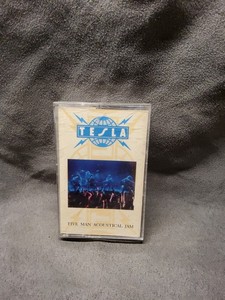 TESLA
FIVE MAN ACOUSTICAL JAM